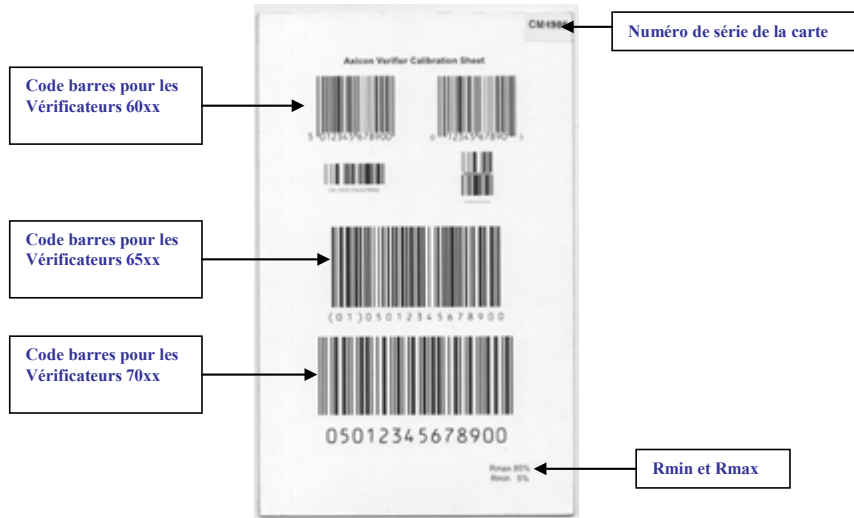 Numéro de série de la carte
Axicon Verifier Calibration Sheet
Code barres pour les
Vérificateurs 60xx
5 012345 678900
0 12345 67890 5
Code barres pour les
Vérificateurs 65xx
(01)05012345678900
Code barres pour les
Vérificateurs 70xx
05012345678900
Rmax 85%
Rmin 5%
Rmin et Rmax